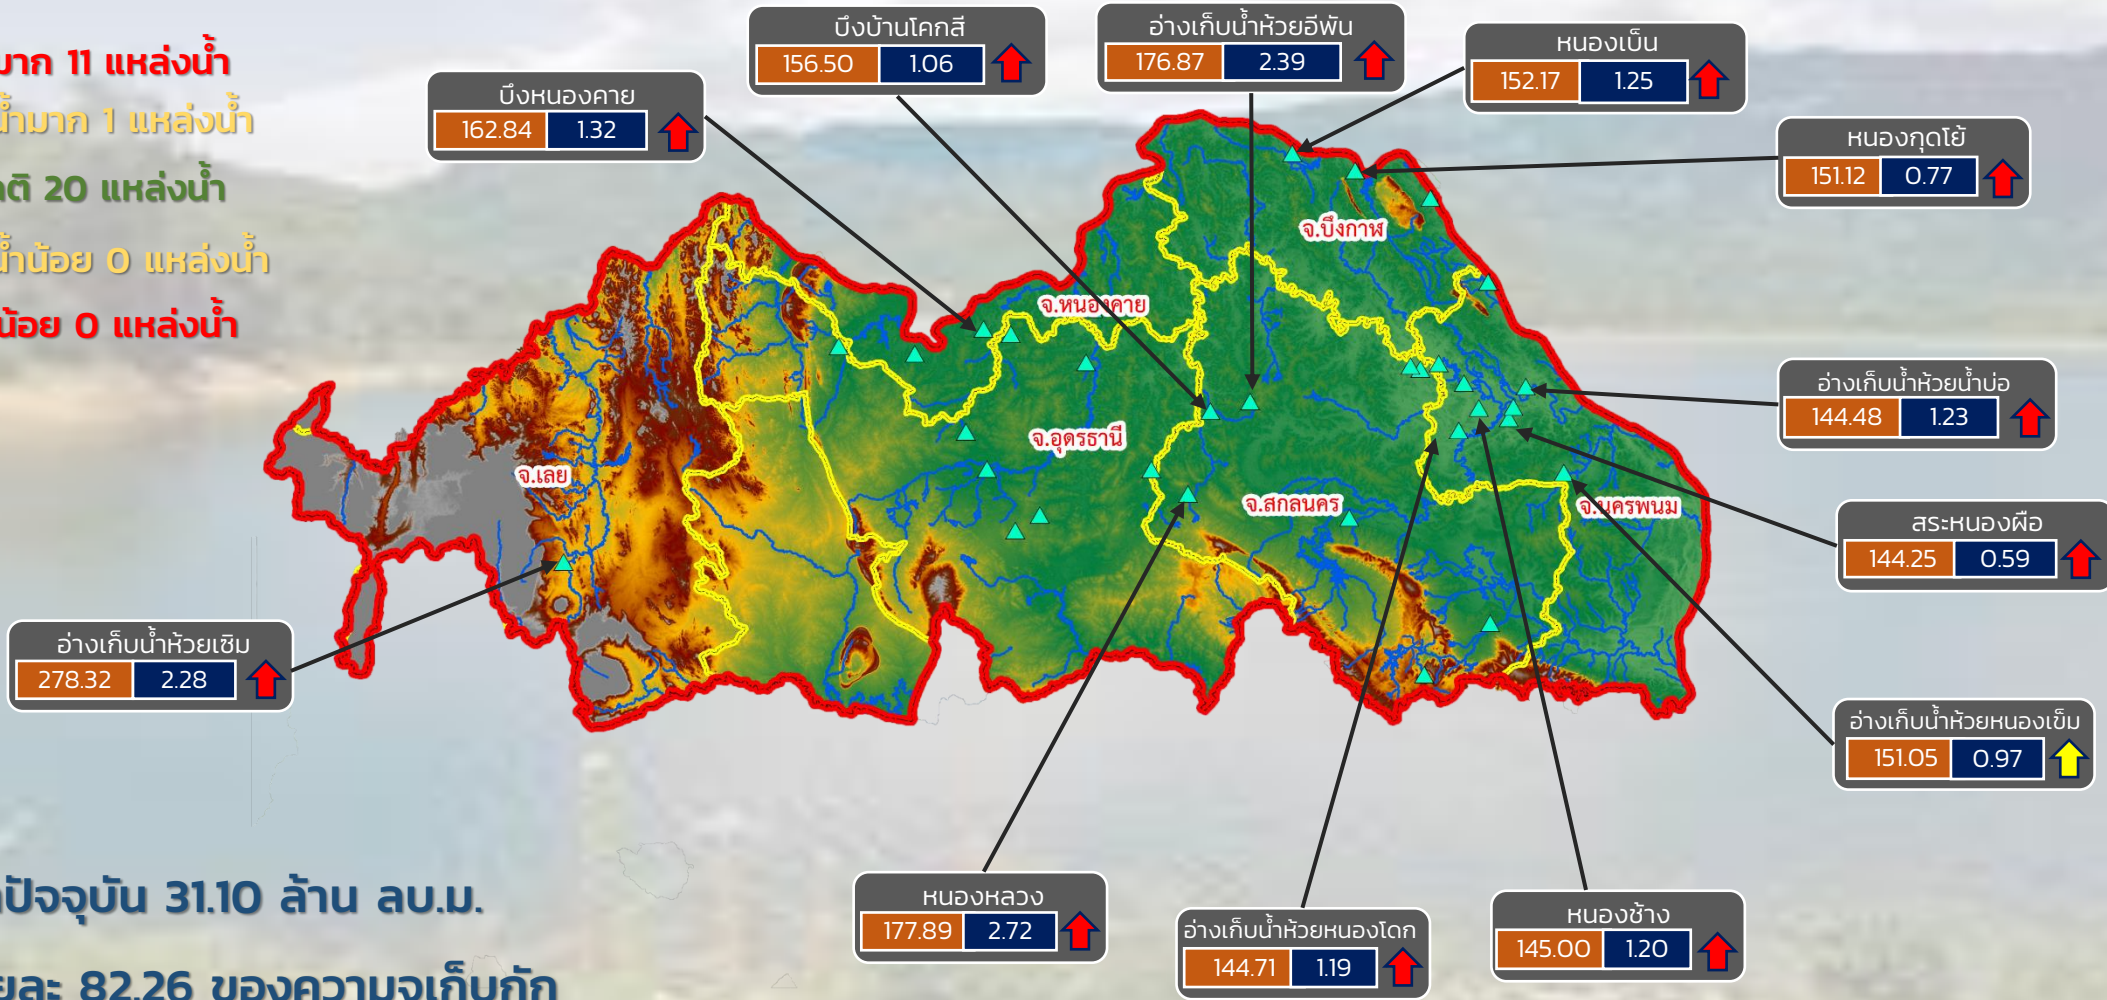 มาก 11 แหล่งน้ำ
น้ำมาก 1 แหล่งน้ำ
20 แหล่งน้ำ
น้ำน้อย 0 แหล่งน้ำ
น้อย 0 แหล่งน้ำ
บึงหนองคาย
162.84 1.32
บึงบ้านโคกสี
156.50 1.06
อ่างเก็บน้ำห้วยอีพัน
176.87 2.39
หนองเบ็น
152.17 1.25
หนองกุดโย้
151.12 0.77
อ่างเก็บน้ำห้วยน้ำบ่อ
144.48 1.23
สระหนองผือ
144.25 0.59
อ่างเก็บน้ำห้วยหนองเข็ม
151.05 0.97
หนองช้าง
145.00 1.20
อ่างเก็บน้ำห้วยหนองโดก
144.71 1.19
หนองหลวง
177.89 2.72
อ่างเก็บน้ำห้วยเชิม
278.32 2.28
จ.บึงกาฬ
จ.หนองคาย
จ.อุดรธานี
จ.เลย
จ.สกลนคร
จ.นครพนม
ปัจจุบัน 31.10 ล้าน ลบ.ม.
82.26 ของความจุเก็บกัก